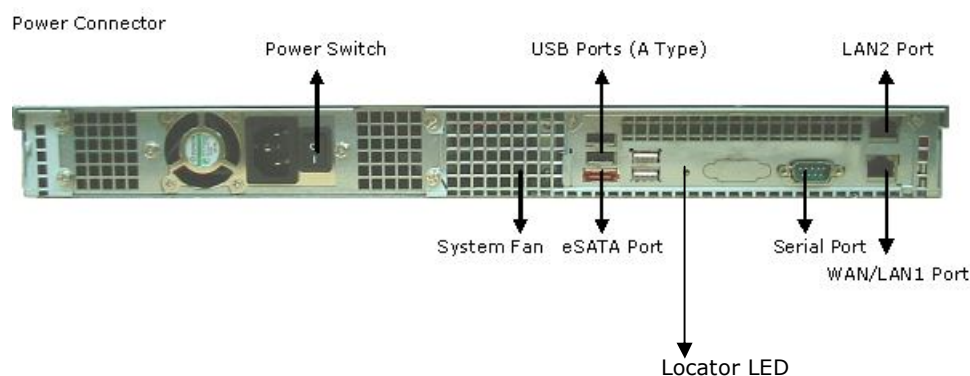 Power Connector
Power Switch
USB Ports (A Type)
LAN2 Port
System Fan
eSATA Port
Serial Port
WAN/LAN1 Port
Locator LED